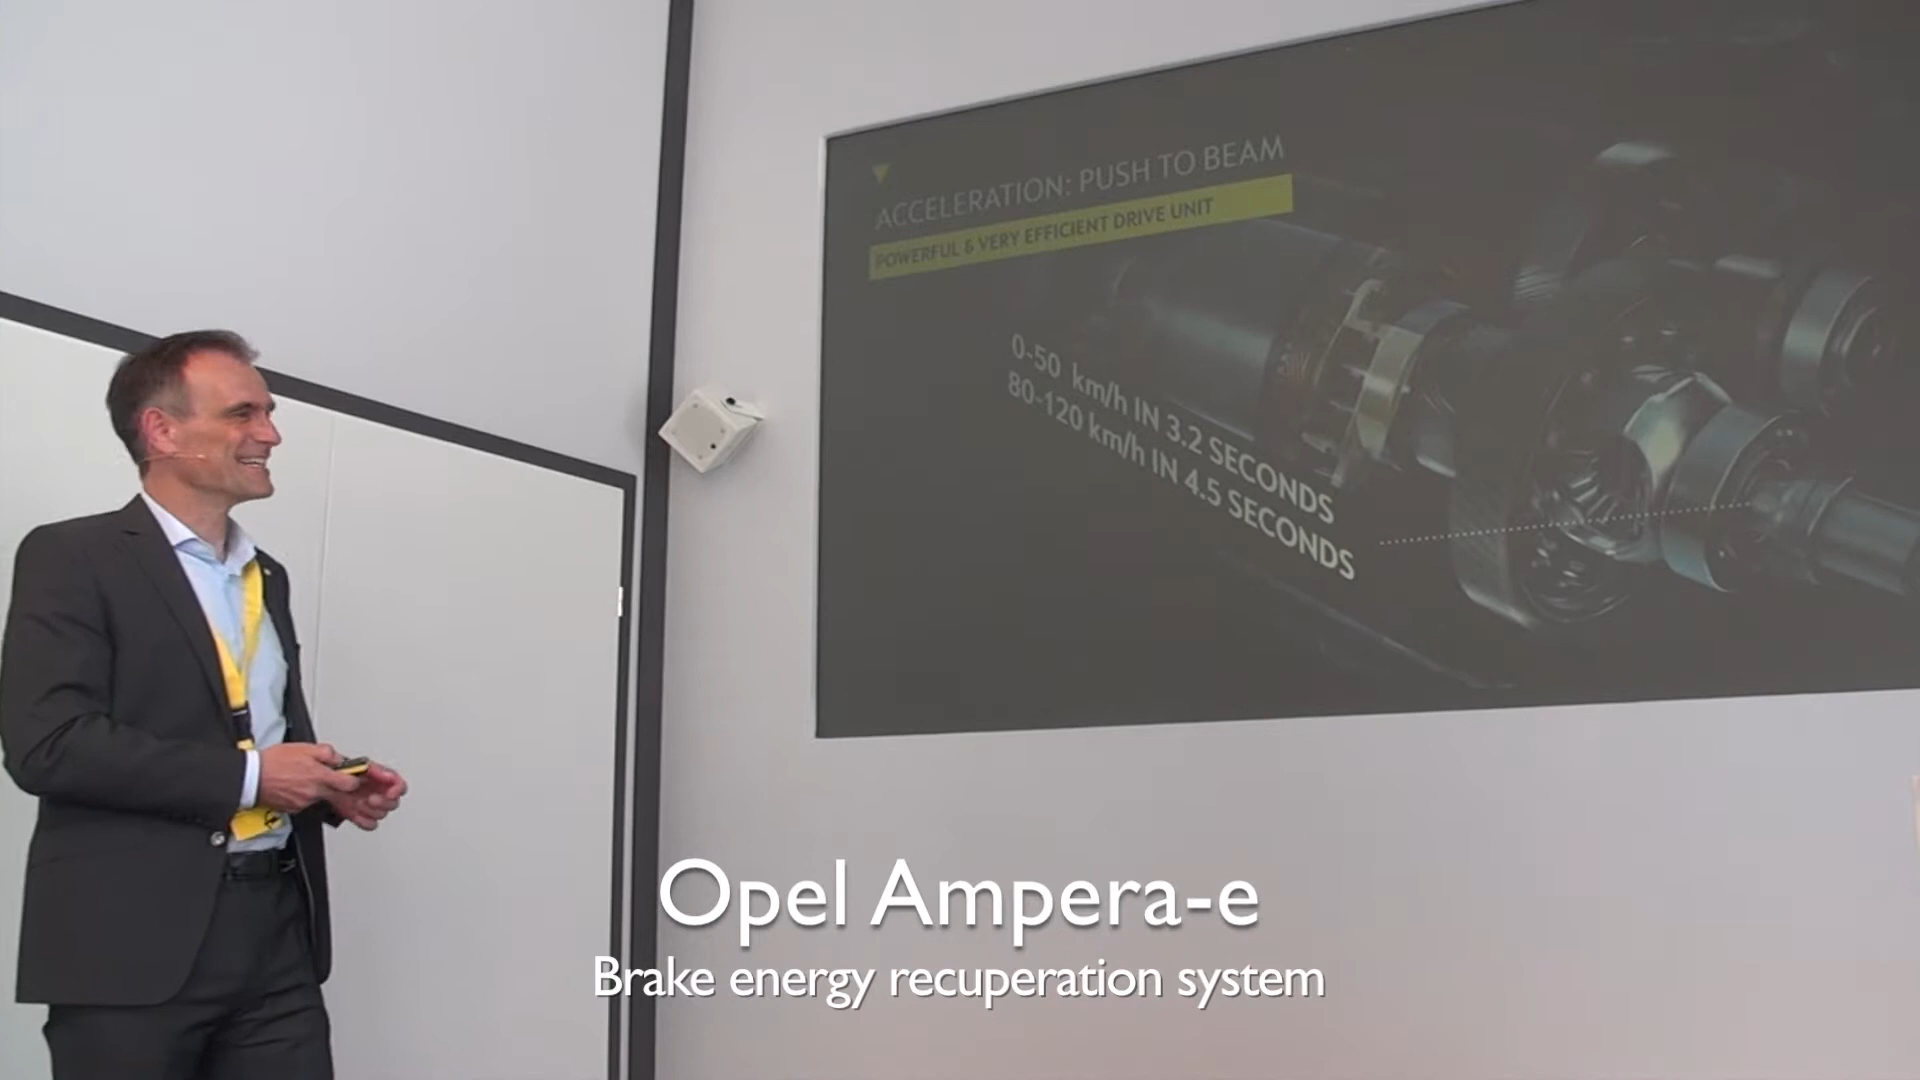 ACCELERATION: PUSH TO BEAM
POWERFUL & VERY EFFICIENT DRIVE UNIT
0-50 km/h IN 3.2 SECONDS
80-120 km/h IN 4.5 SECONDS
Opel Ampera-e
Brake energy recuperation system